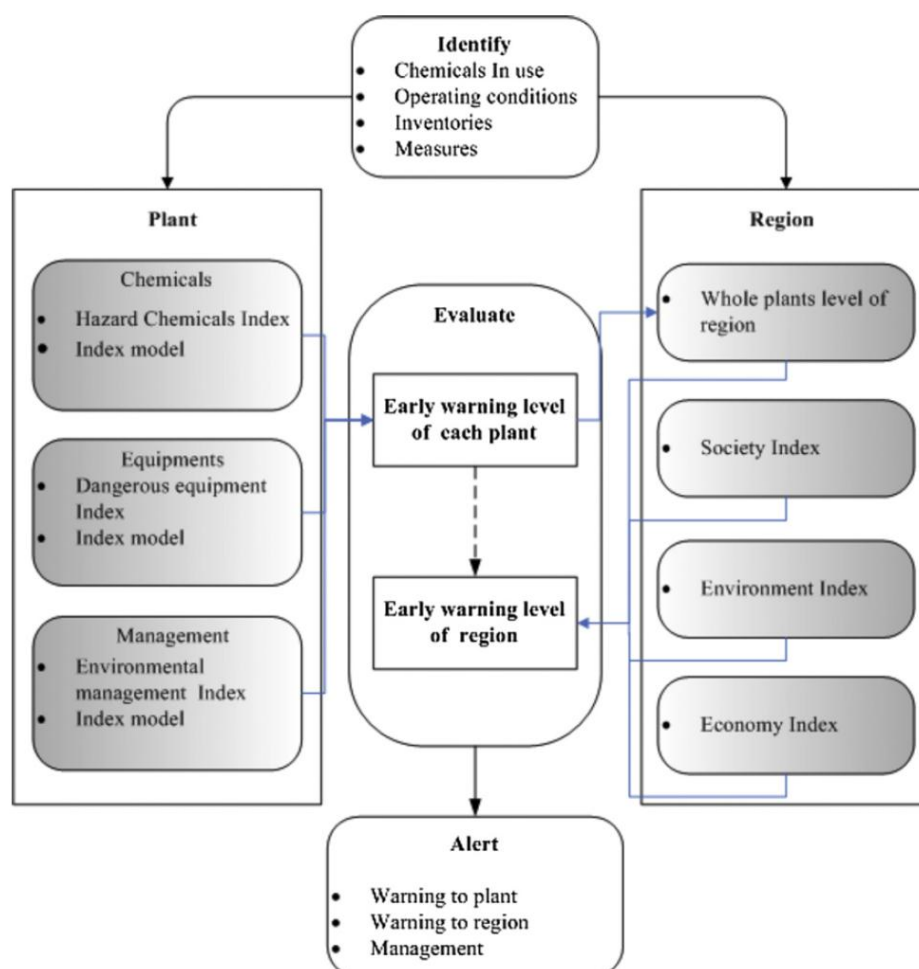 Identify
• Chemicals In use
• Operating conditions
• Inventories
• Measures
Plant
Chemicals
• Hazard Chemicals Index
• Index model
Equipments
• Dangerous equipment
Index
• Index model
Management
• Environmental
management Index
• Index model
Evaluate
Early warning level
of each plant
Early warning level
of region
Region
• Whole plants level of
region
• Society Index
• Environment Index
• Economy Index
Alert
• Warning to plant
• Warning to region
• Management